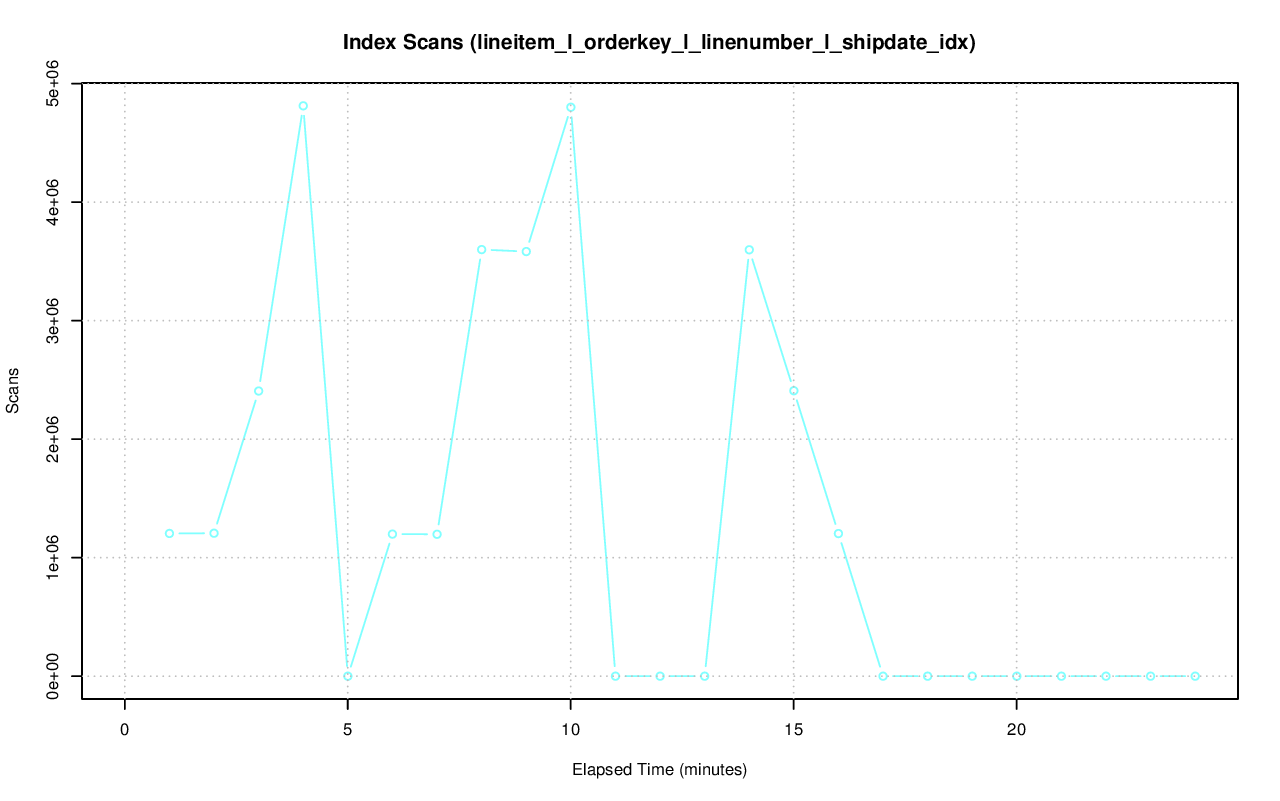 Index Scans (lineitem_l_orderkey_l_linenumber_l_shipdate_idx)
5e+06
4e+06
3e+06
2e+06
1e+06
0e+00
Scans
0 5 10 15 20
Elapsed Time (minutes)